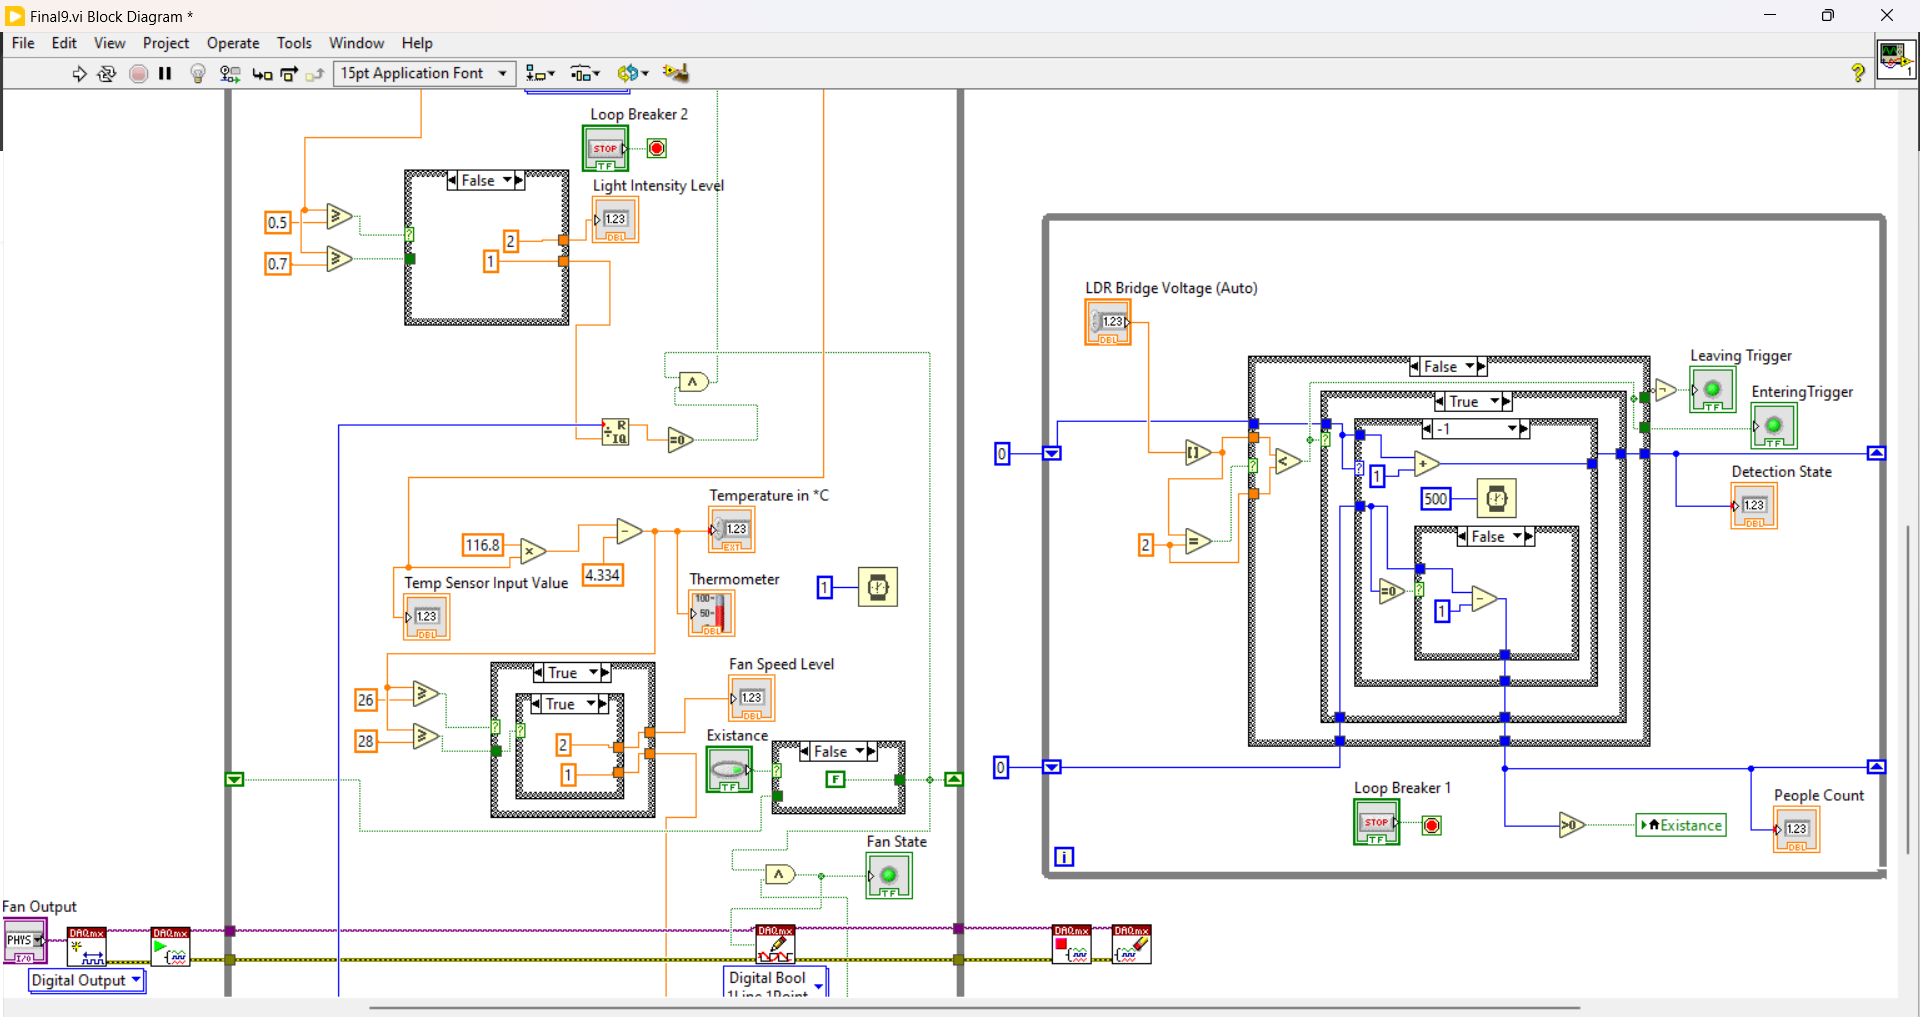 Final9.vi Block Diagram *
File Edit View Project Operate Tools Window Help
15pt Application Font
1
Loop Breaker 2
STOP
TF
False
Light Intensity Level
1.23
DBL
0.5
0.7
2
1
R
IQ
=0
Temperature in *C
1.23
EXT
116.8
4.334
Temp Sensor Input Value
1.23
DBL
Thermometer
100
50
DBL
1
Fan Speed Level
1.23
DBL
True
True
26
28
2
1
Existance
TF
False
F
Fan State
TF
Fan Output
PHYS
I/O
DAQmx
DAQmx
DAQmx
DAQmx
DAQmx
Digital Output
Digital Bool
1Line 1Point
LDR Bridge Voltage (Auto)
1.23
DBL
False
True
-1
Leaving Trigger
TF
EnteringTrigger
TF
0
1
500
Detection State
1.23
DBL
2
False
=0
1
0
Loop Breaker 1
STOP
TF
>0
Existance
People Count
1.23
DBL
i